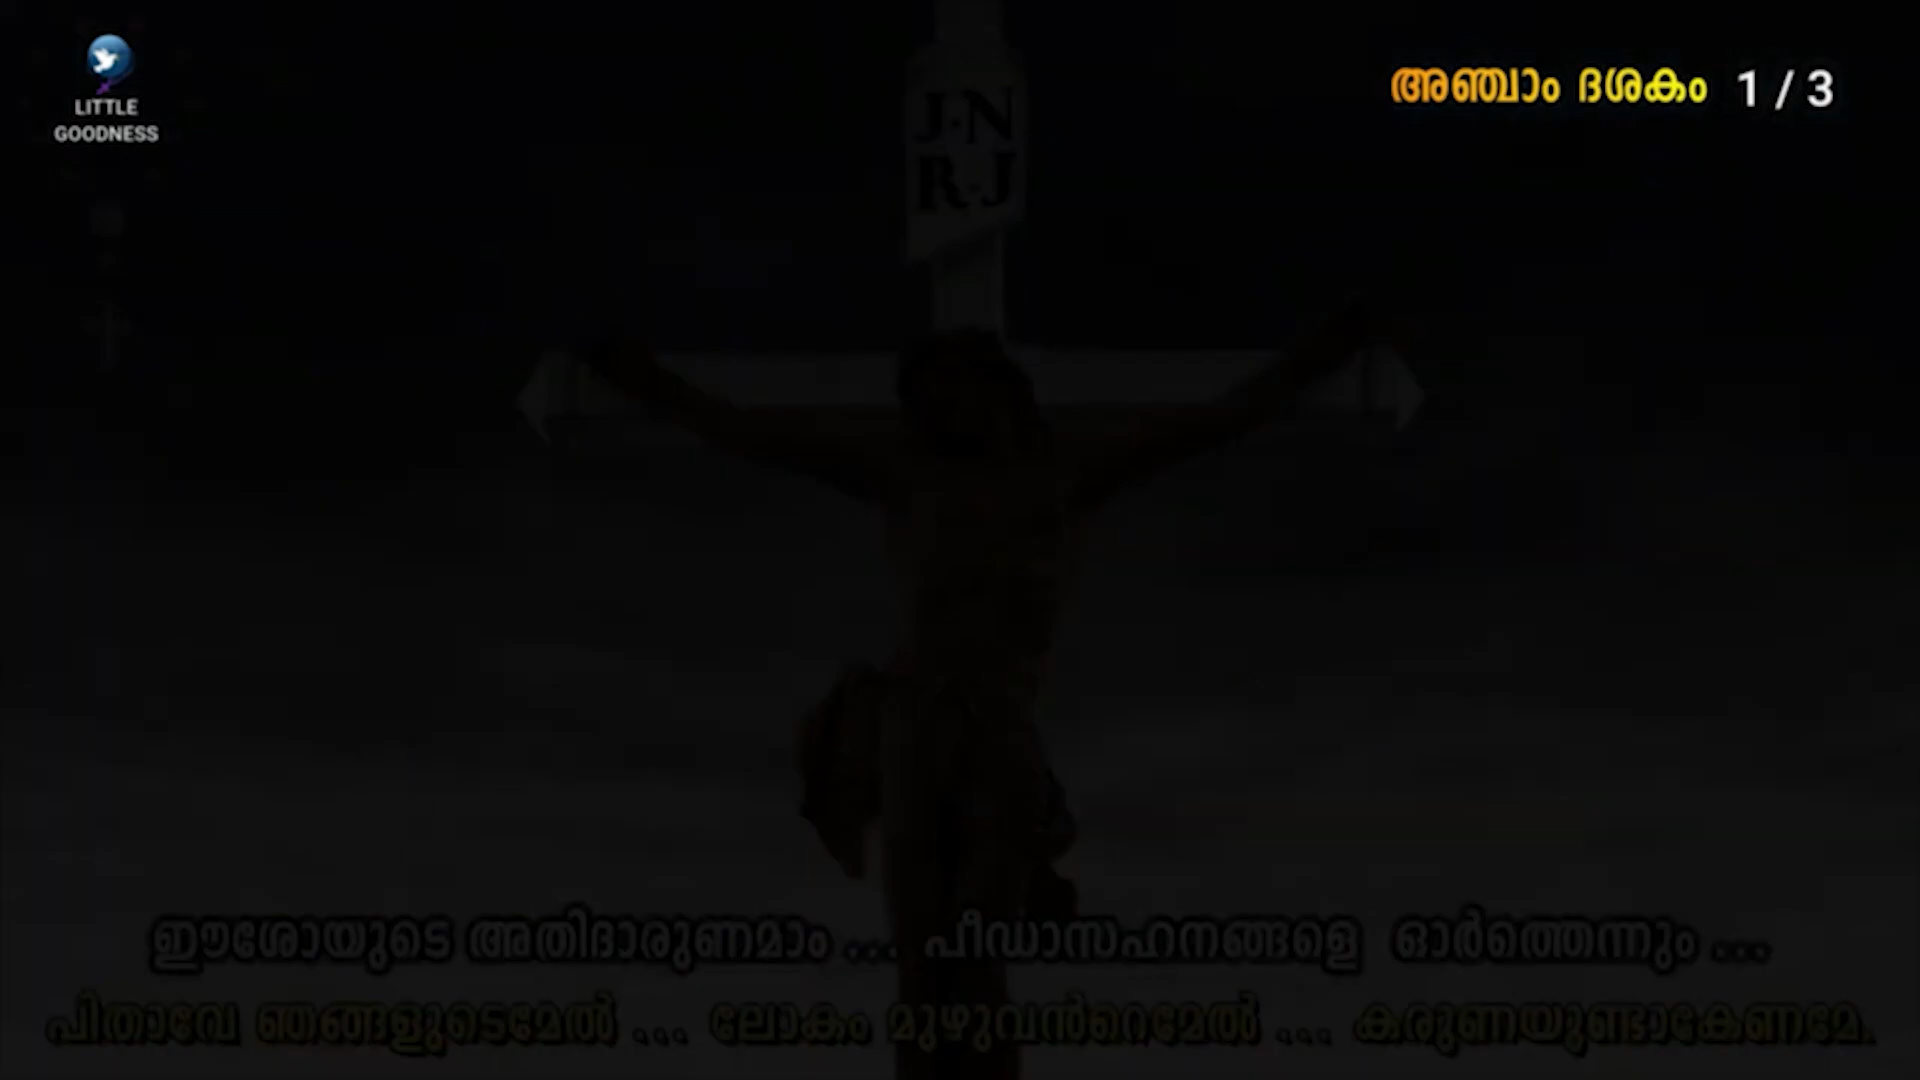 LITTLE
GOODNESS
അഞ്ചാം ദശകം 1 / 3
J·N
R·J
ഈശോയുടെ അതിദാരുണമാം ... പീഡാസഹനങ്ങളെ ഓർത്തെന്നും ...
പിതാവേ ഞങ്ങളുടെമേൽ ... ലോകം മുഴുവൻറെമേൽ ... കരുണയുണ്ടാകേണമേ.